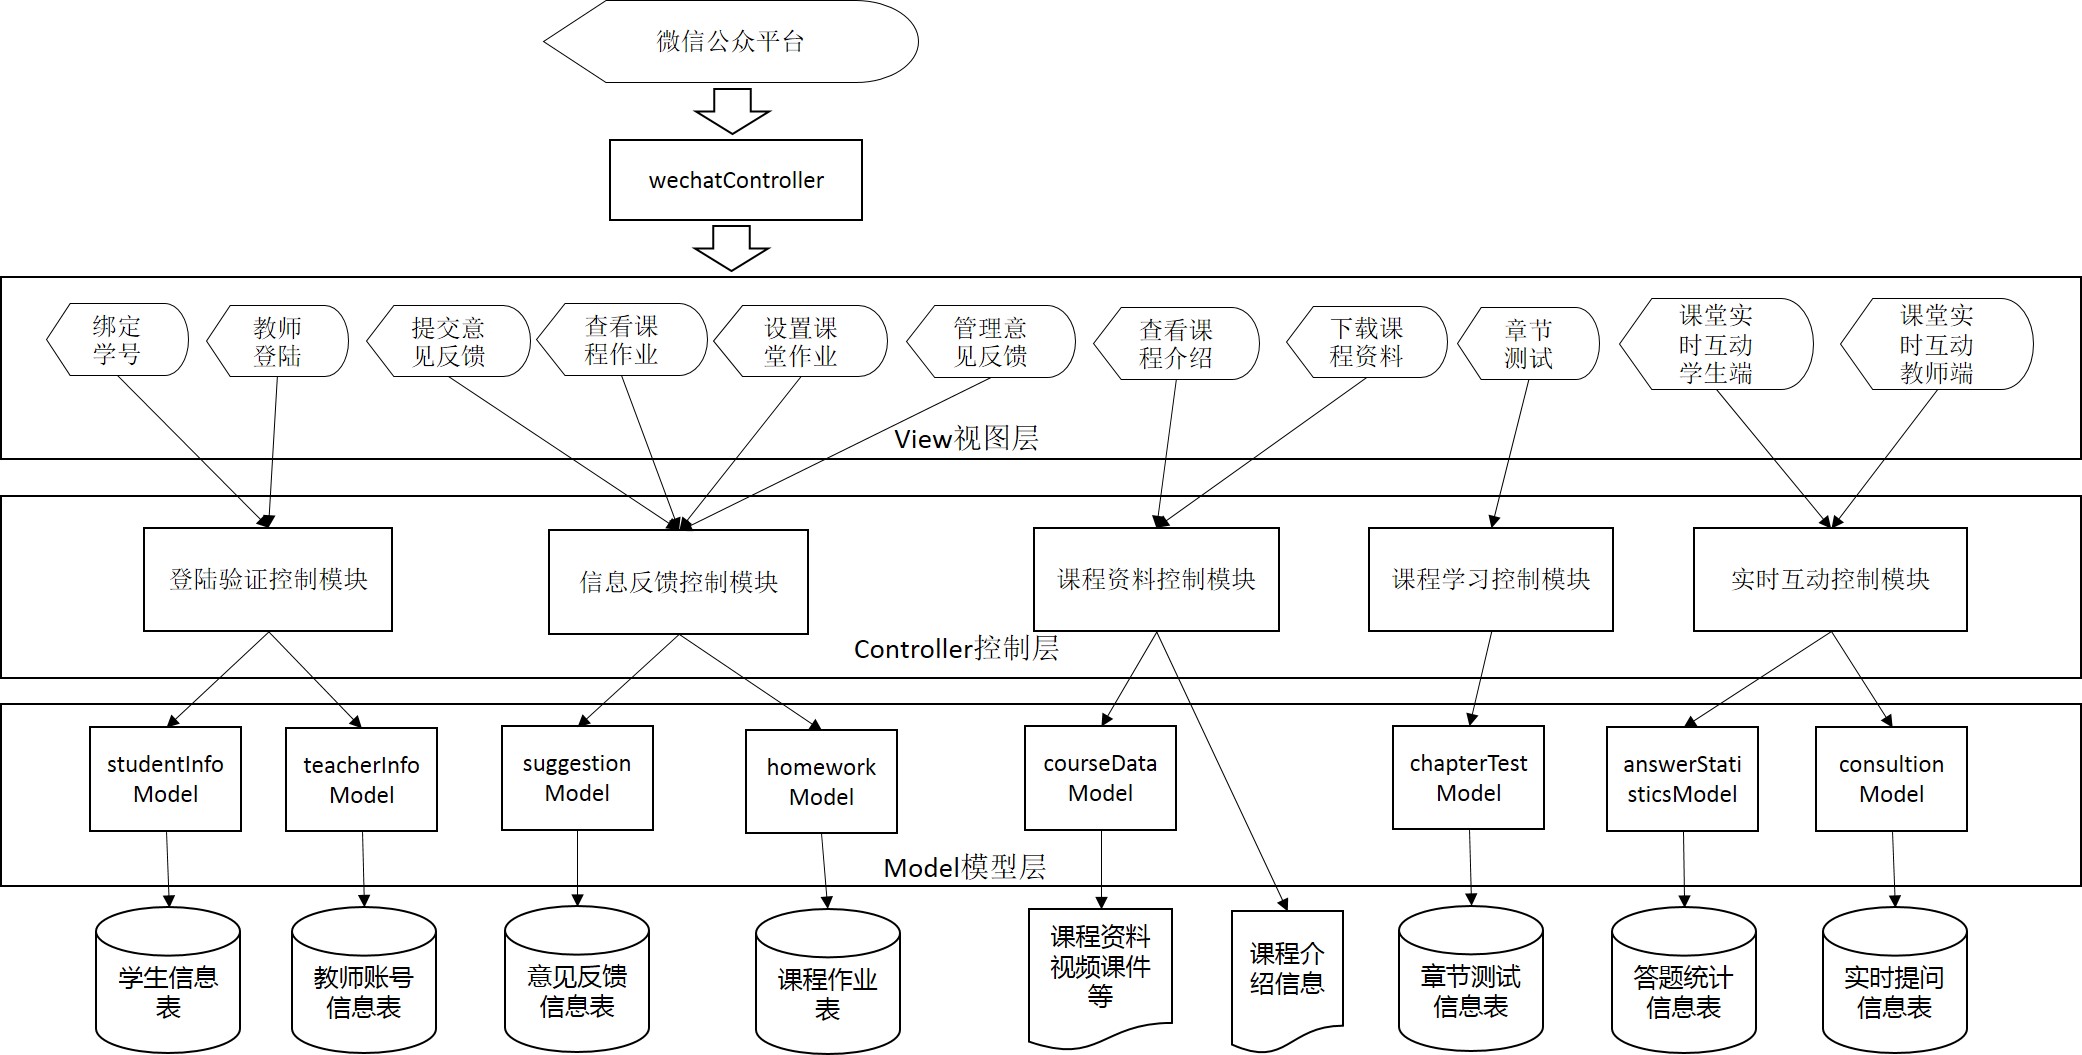 微信公众平台
wechatController
绑定
学号
教师
登陆
提交意
见反馈
查看课
程作业
设置课
堂作业
管理意
见反馈
查看课
程介绍
下载课
程资料
章节
测试
课堂实
时互动
学生端
课堂实
时互动
教师端
View视图层
登陆验证控制模块
信息反馈控制模块
课程资料控制模块
课程学习控制模块
实时互动控制模块
Controller控制层
studentInfo
Model
teacherInfo
Model
suggestion
Model
homework
Model
courseData
Model
chapterTest
Model
answerStati
sticsModel
consultion
Model
Model模型层
学生信息
表
教师账号
信息表
意见反馈
信息表
课程作业
表
课程资料
视频课件
等
课程介
绍信息
章节测试
信息表
答题统计
信息表
实时提问
信息表